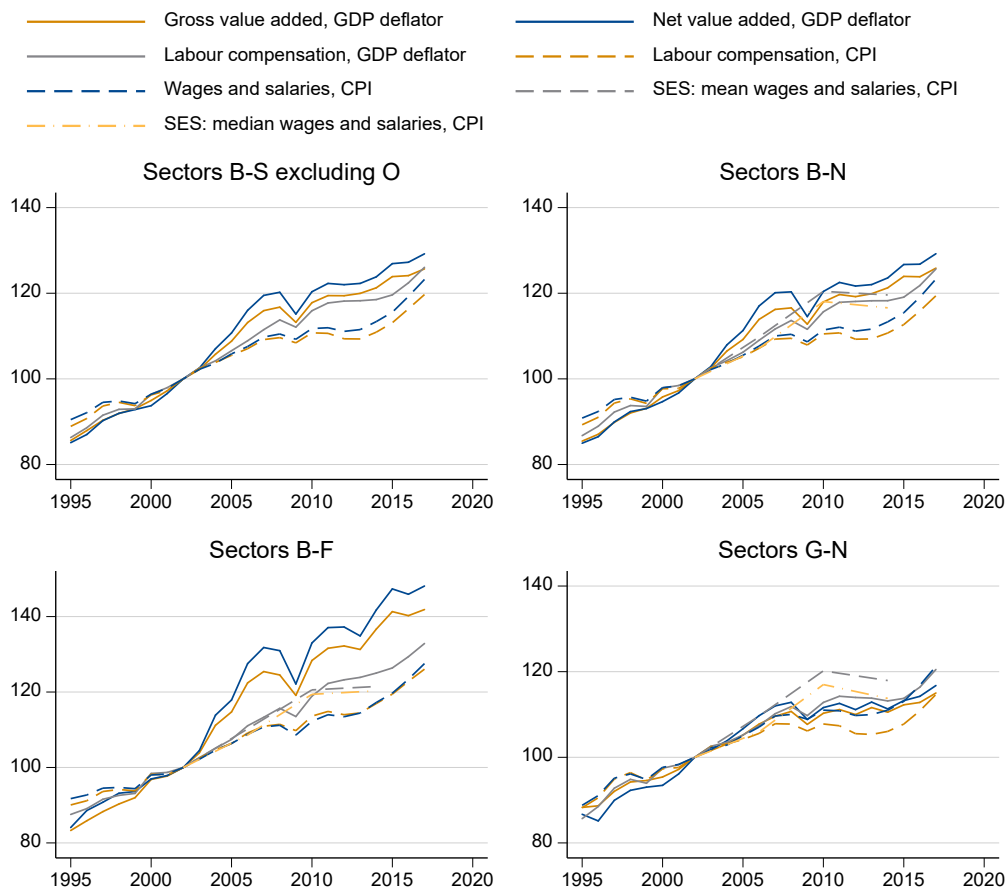 Gross value added, GDP deflator
Net value added, GDP deflator
Labour compensation, GDP deflator
Labour compensation, CPI
Wages and salaries, CPI
SES: mean wages and salaries, CPI
SES: median wages and salaries, CPI
Sectors B-S excluding O
140
120
100
80
1995 2000 2005 2010 2015 2020
Sectors B-N
140
120
100
80
1995 2000 2005 2010 2015 2020
Sectors B-F
140
120
100
80
1995 2000 2005 2010 2015 2020
Sectors G-N
140
120
100
80
1995 2000 2005 2010 2015 2020